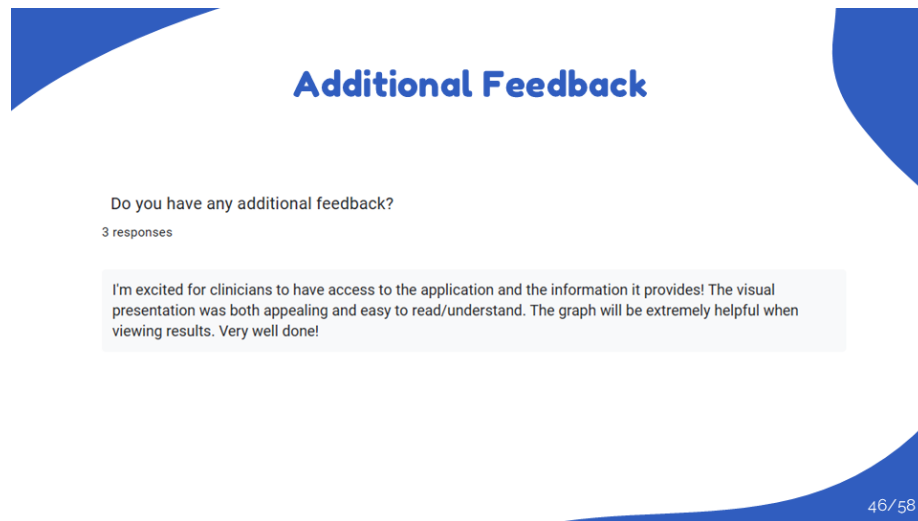 Additional Feedback
Do you have any additional feedback?
3 responses
I'm excited for clinicians to have access to the application and the information it provides! The visual
presentation was both appealing and easy to read/understand. The graph will be extremely helpful when
viewing results. Very well done!
46/58